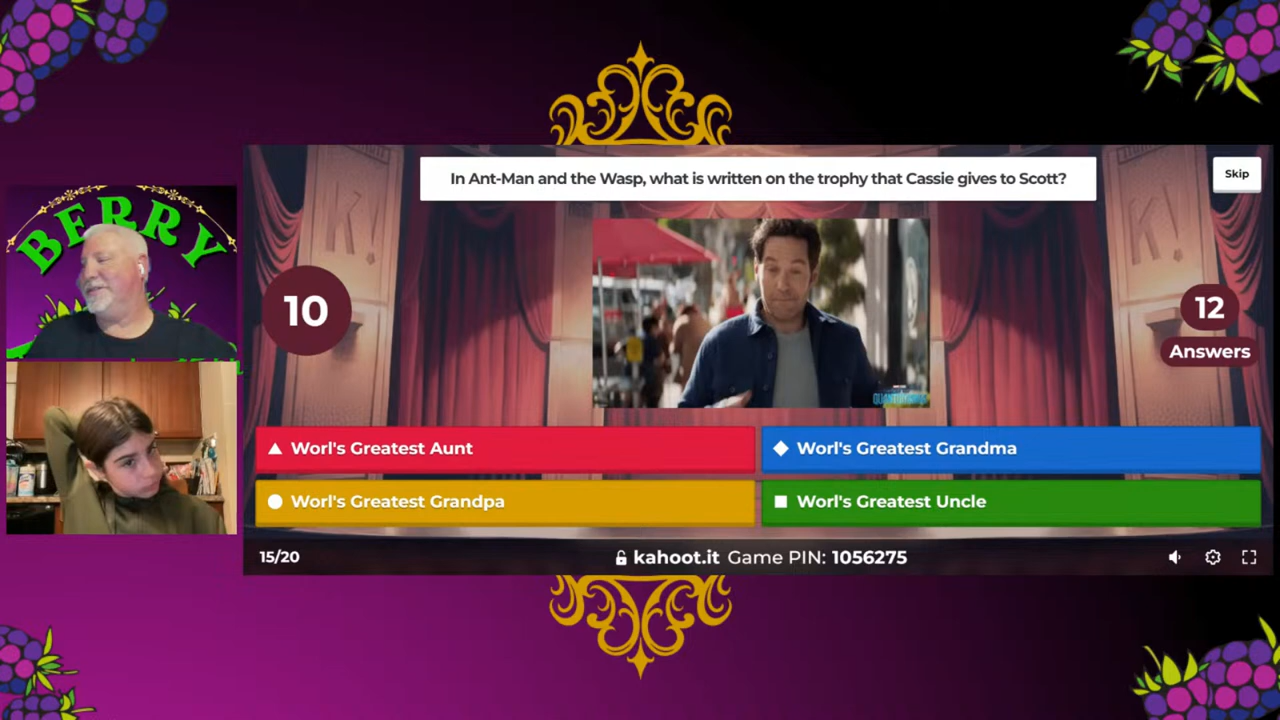 BERRY
In Ant-Man and the Wasp, what is written on the trophy that Cassie gives to Scott?
Skip
K!
K!
10
12
Answers
Worl's Greatest Aunt
Worl's Greatest Grandma
Worl's Greatest Grandpa
Worl's Greatest Uncle
15/20
kahoot.it Game PIN: 1056275